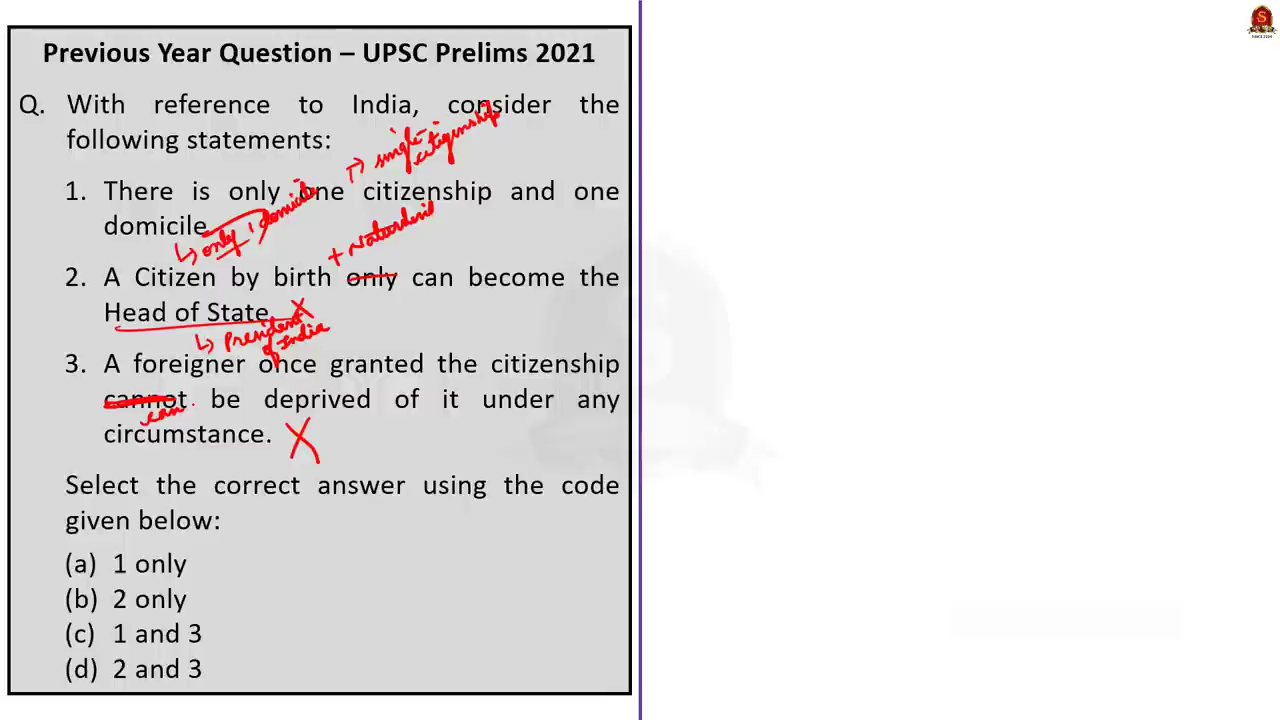 Previous Year Question – UPSC Prelims 2021
Q. With reference to India, consider the
following statements:
single
citizenship
1. There is only one citizenship and one
domicile.
only 1 domicile
+ Naturalised
2. A Citizen by birth only can become the
Head of State.
President
of India
3. A foreigner once granted the citizenship
cannot be deprived of it under any
can
circumstance.
Select the correct answer using the code
given below:
(a) 1 only
(b) 2 only
(c) 1 and 3
(d) 2 and 3